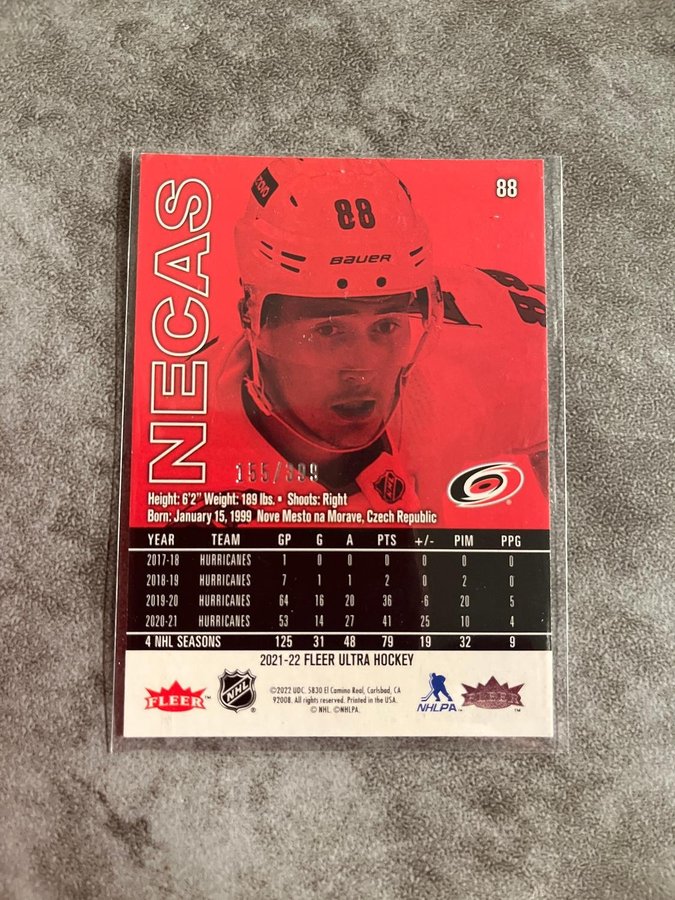 88
NECAS
88
BAUER
88
155/399
Height: 6'2" Weight: 189 lbs. • Shoots: Right
Born: January 15, 1999 Nove Mesto na Morave, Czech Republic
YEAR TEAM GP G A PTS +/- PIM PPG
2017-18 HURRICANES 1 0 0 0 0 0 0
2018-19 HURRICANES 7 1 1 2 0 2 0
2019-20 HURRICANES 64 16 20 36 -6 20 5
2020-21 HURRICANES 53 14 27 41 25 10 4
4 NHL SEASONS 125 31 48 79 19 32 9
2021-22 FLEER ULTRA HOCKEY
FLEER™
NHL®
©2022 UDC. 5830 El Camino Real, Carlsbad, CA
92008. All rights reserved. Printed in the USA.
© NHL. ©NHLPA.
NHLPA™
FLEER™